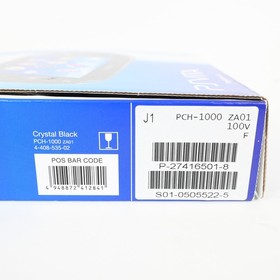 J1 PCH-1000 ZA01
100V
F
P-27416501-8
S01-0505522-5
Crystal Black
PCH-1000 ZA01
4-408-535-02
POS BAR CODE
4 948872 412841